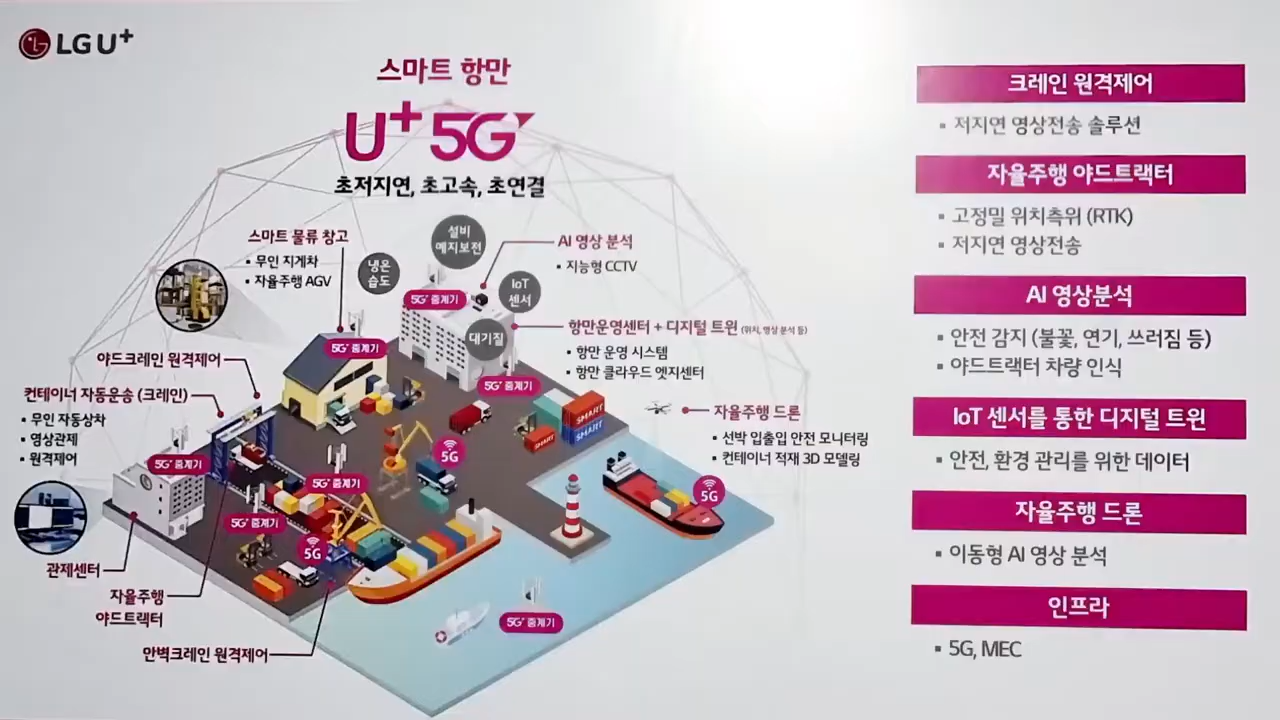 LG U+
스마트 항만
U+ 5G
초저지연, 초고속, 초연결
스마트 물류 창고
▪ 무인 지게차
▪ 자율주행 AGV
냉온
습도
설비
예지보전
IoT
센서
대기질
AI 영상 분석
▪ 지능형 CCTV
5G+ 중계기
항만운영센터 + 디지털 트윈 (위치, 영상 분석 등)
▪ 항만 운영 시스템
▪ 항만 클라우드 엣지센터
5G+ 중계기
5G+ 중계기
야드크레인 원격제어
컨테이너 자동운송 (크레인)
▪ 무인 자동상차
▪ 영상관제
▪ 원격제어
자율주행 드론
▪ 선박 입출입 안전 모니터링
▪ 컨테이너 적재 3D 모델링
SMART
SMART
SMART
5G
5G
5G+ 중계기
5G+ 중계기
5G+ 중계기
5G
관제센터
자율주행
야드트랙터
안벽크레인 원격제어
5G+ 중계기
크레인 원격제어
▪ 저지연 영상전송 솔루션
자율주행 야드트랙터
▪ 고정밀 위치측위 (RTK)
▪ 저지연 영상전송
AI 영상분석
▪ 안전 감지 (불꽃, 연기, 쓰러짐 등)
▪ 야드트랙터 차량 인식
IoT 센서를 통한 디지털 트윈
▪ 안전, 환경 관리를 위한 데이터
자율주행 드론
▪ 이동형 AI 영상 분석
인프라
▪ 5G, MEC